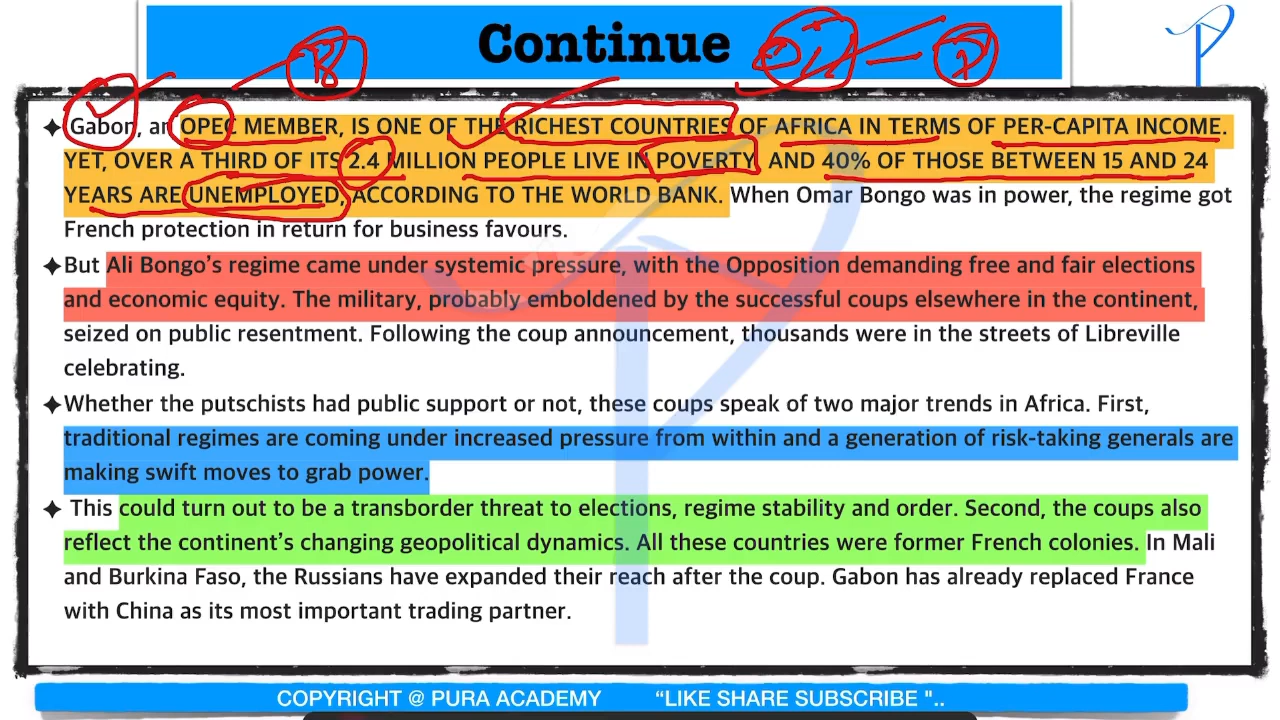 Continue
Gabon, an OPEC MEMBER, IS ONE OF THE RICHEST COUNTRIES OF AFRICA IN TERMS OF PER-CAPITA INCOME.
YET, OVER A THIRD OF ITS 2.4 MILLION PEOPLE LIVE IN POVERTY, AND 40% OF THOSE BETWEEN 15 AND 24
YEARS ARE UNEMPLOYED, ACCORDING TO THE WORLD BANK. When Omar Bongo was in power, the regime got
French protection in return for business favours.
But Ali Bongo’s regime came under systemic pressure, with the Opposition demanding free and fair elections
and economic equity. The military, probably emboldened by the successful coups elsewhere in the continent,
seized on public resentment. Following the coup announcement, thousands were in the streets of Libreville
celebrating.
Whether the putschists had public support or not, these coups speak of two major trends in Africa. First,
traditional regimes are coming under increased pressure from within and a generation of risk-taking generals are
making swift moves to grab power.
This could turn out to be a transborder threat to elections, regime stability and order. Second, the coups also
reflect the continent’s changing geopolitical dynamics. All these countries were former French colonies. In Mali
and Burkina Faso, the Russians have expanded their reach after the coup. Gabon has already replaced France
with China as its most important trading partner.
COPYRIGHT @ PURA ACADEMY “LIKE SHARE SUBSCRIBE "..